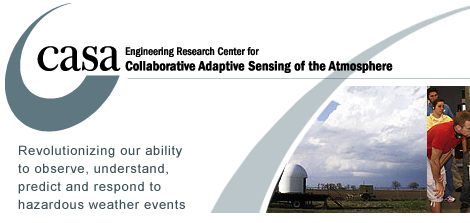 casa
Engineering Research Center for
Collaborative Adaptive Sensing of the Atmosphere
Revolutionizing our ability
to observe, understand,
predict and respond to
hazardous weather events